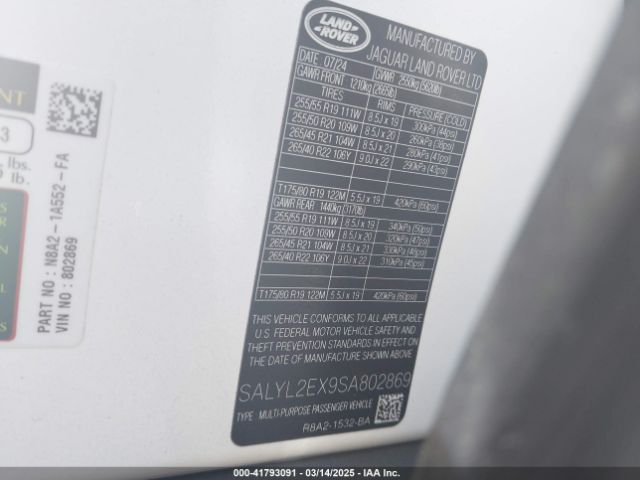 ENT
3
lbs.
lb.
PART NO : N8A2-1A552-FA
VIN NO : 802869
LAND
ROVER
MANUFACTURED BY
JAGUAR LAND ROVER LTD
DATE 07/24 GVWR 2550kg (5620lb)
GAWR FRONT 1210kg (2665lb)
TIRES RIMS PRESSURE (COLD)
255/55 R19 111W 8.5J x 19 300kPa (44psi)
255/50 R20 109W 8.5J x 20 260kPa (38psi)
265/45 R21 104W 8.5J x 21 280kPa (41psi)
265/40 R22 106Y 9.0J x 22 290kPa (43psi)
T175/80 R19 122M 5.5J x 19 420kPa (60psi)
GAWR REAR 1440kg (3170lb)
255/55 R19 111W 8.5J x 19 340kPa (50psi)
255/50 R20 109W 8.5J x 20 320kPa (47psi)
265/45 R21 104W 8.5J x 21 330kPa (48psi)
265/40 R22 106Y 9.0J x 22 310kPa (45psi)
T175/80 R19 122M 5.5J x 19 420kPa (60psi)
THIS VEHICLE CONFORMS TO ALL APPLICABLE
U.S. FEDERAL MOTOR VEHICLE SAFETY AND
THEFT PREVENTION STANDARDS IN EFFECT ON
THE DATE OF MANUFACTURE SHOWN ABOVE
SALYL2EX9SA802869
TYPE : MULTI-PURPOSE PASSENGER VEHICLE
R8A2-1532-BA
000-41793091 - 03/14/2025 - IAA Inc.